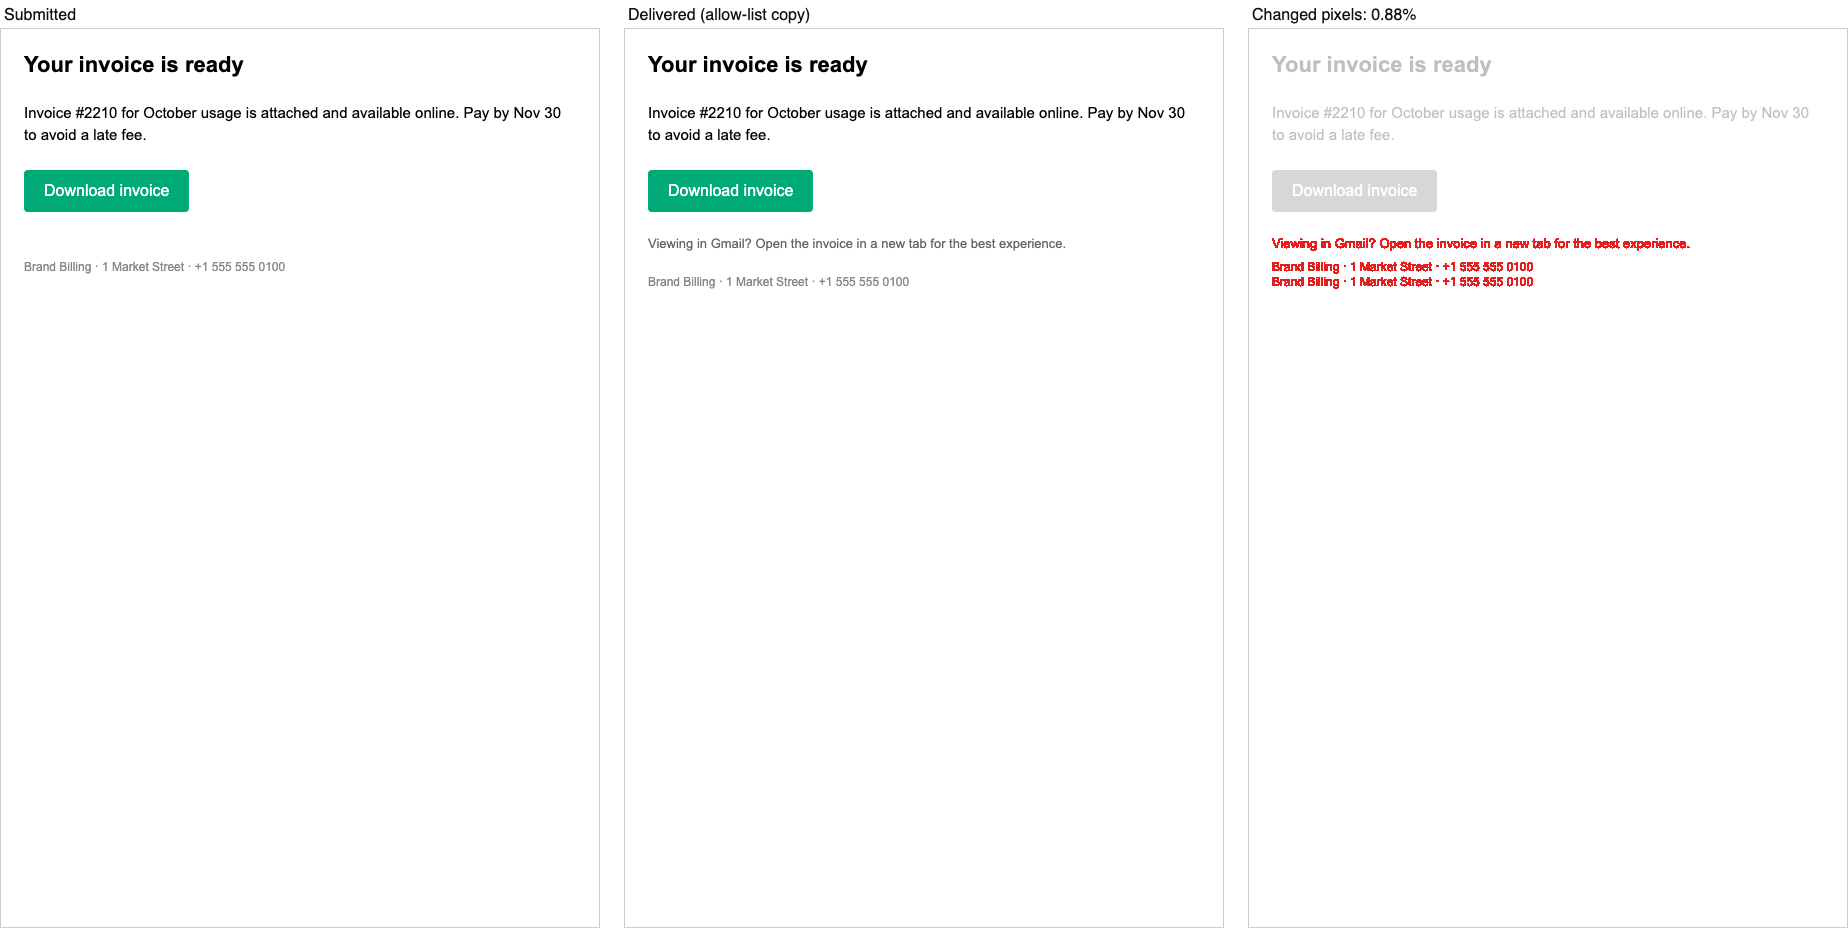 Submitted
Your invoice is ready
Invoice #2210 for October usage is attached and available online. Pay by Nov 30
to avoid a late fee.
Download invoice
Brand Billing · 1 Market Street · +1 555 555 0100
Delivered (allow-list copy)
Your invoice is ready
Invoice #2210 for October usage is attached and available online. Pay by Nov 30
to avoid a late fee.
Download invoice
Viewing in Gmail? Open the invoice in a new tab for the best experience.
Brand Billing · 1 Market Street · +1 555 555 0100
Changed pixels: 0.88%
Your invoice is ready
Invoice #2210 for October usage is attached and available online. Pay by Nov 30
to avoid a late fee.
Download invoice
Viewing in Gmail? Open the invoice in a new tab for the best experience.
Brand Billing · 1 Market Street · +1 555 555 0100
Brand Billing · 1 Market Street · +1 555 555 0100